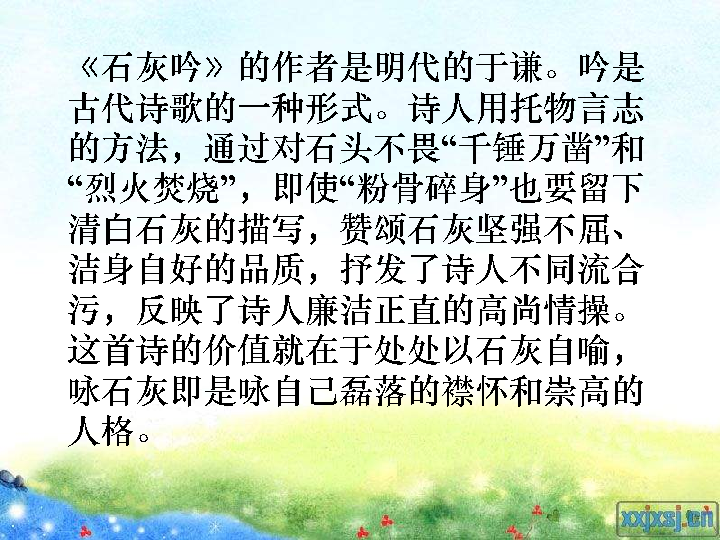 《石灰吟》的作者是明代的于谦。吟是
古代诗歌的一种形式。诗人用托物言志
的方法，通过对石头不畏“千锤万凿”和
“烈火焚烧”，即使“粉骨碎身”也要留下
清白石灰的描写，赞颂石灰坚强不屈、
洁身自好的品质，抒发了诗人不同流合
污，反映了诗人廉洁正直的高尚情操。
这首诗的价值就在于处处以石灰自喻，
咏石灰即是咏自己磊落的襟怀和崇高的
人格。
xxjxsj.cn